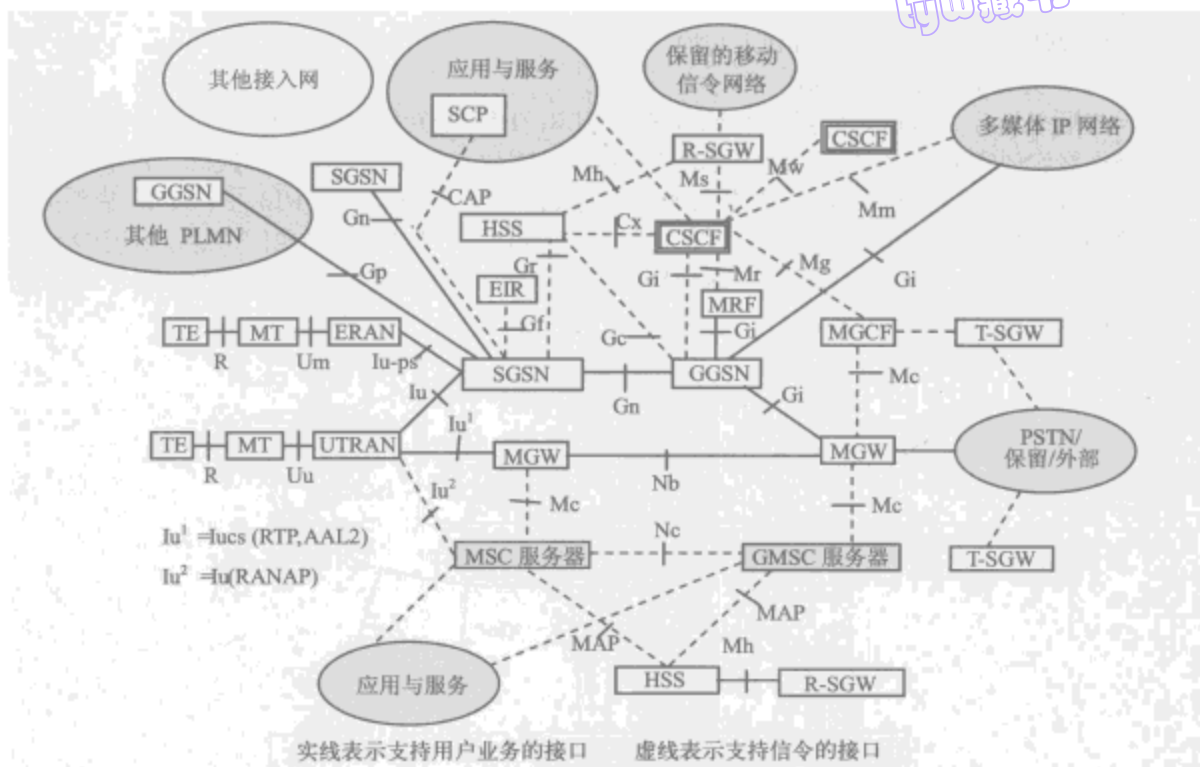 tyw藏书
其他接入网
应用与服务
SCP
保留的移动
信令网络
多媒体 IP 网络
R-SGW
CSCF
GGSN
其他 PLMN
SGSN
CAP
Mh
Ms
Mw
Mm
Gn
HSS
Cx
CSCF
Gp
Gr
EIR
Gi
Mr
Mg
Gi
MRF
TE
MT
ERAN
Gf
Gc
Gi
MGCF
T-SGW
R
Um
Iu-ps
SGSN
GGSN
Mc
Iu
Gn
Gi
Iu¹
TE
MT
UTRAN
MGW
MGW
PSTN/
保留/外部
R
Uu
Nb
Iu²
Mc
Mc
Iu¹ =Iucs (RTP,AAL2)
Nc
MSC 服务器
GMSC 服务器
T-SGW
Iu² =Iu(RANAP)
MAP
MAP
Mh
应用与服务
HSS
R-SGW
实线表示支持用户业务的接口
虚线表示支持信令的接口